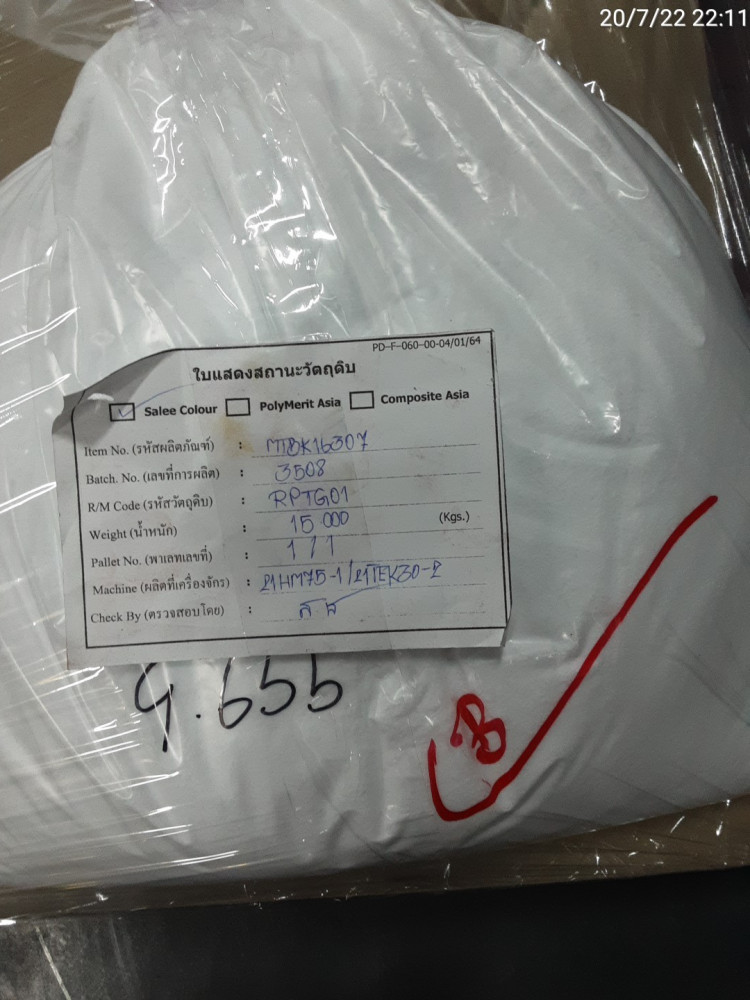 20/7/22 22:11
PD-F-060-00-04/01/64
ใบแสดงสถานะวัตถุดิบ
Salee Colour PolyMerit Asia Composite Asia
Item No. (รหัสผลิตภัณฑ์) : MBK16307
Batch. No. (เลขที่การผลิต) : 3508
R/M Code (รหัสวัตถุดิบ) : RPTG01
Weight (น้ำหนัก) : 15 000 (Kgs.)
Pallet No. (พาเลทเลขที่) : 1 / 1
Machine (ผลิตที่เครื่องจักร) : 21HM75-1/21TEK30-2
Check By (ตรวจสอบโดย) :
9.655
B